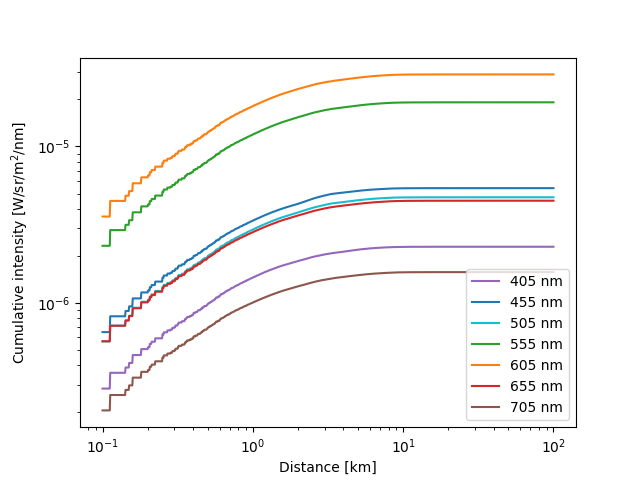 Cumulative intensity [W/sr/m²/nm]
10⁻⁵
10⁻⁶
405 nm
455 nm
505 nm
555 nm
605 nm
655 nm
705 nm
10⁻¹ 10⁰ 10¹ 10²
Distance [km]